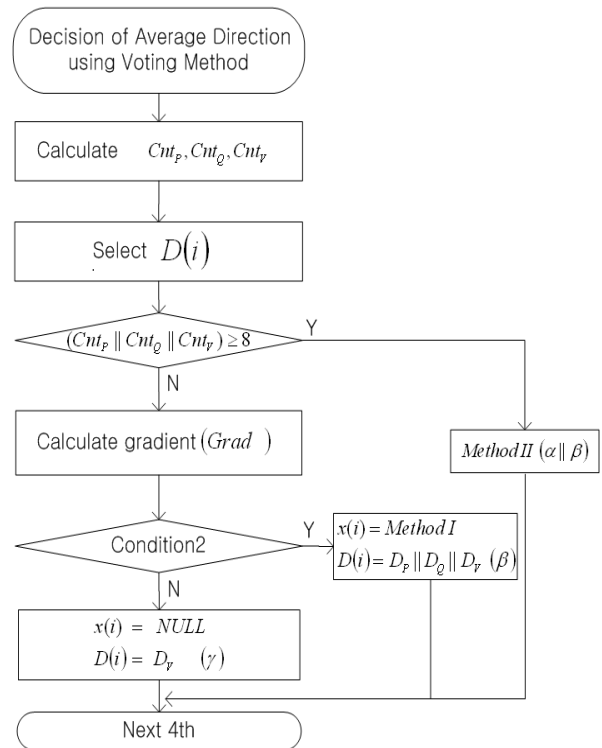 Decision of Average Direction
using Voting Method
Calculate Cnt_P, Cnt_Q, Cnt_V
Select D(i)
(Cnt_P || Cnt_Q || Cnt_V) ≥ 8
Y
N
Calculate gradient (Grad )
Method II (α || β)
Condition2
Y
x(i) = Method I
D(i) = D_P || D_Q || D_V (β)
N
x(i) = NULL
D(i) = D_V (γ)
Next 4th